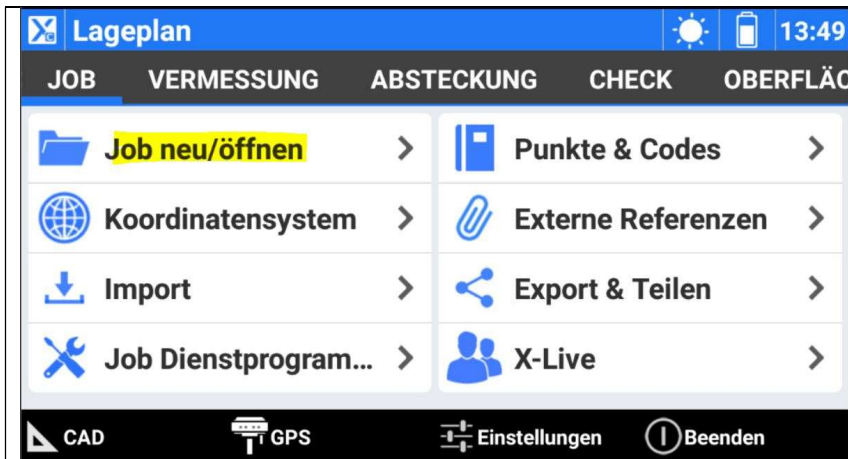 Lageplan 13:49
JOB VERMESSUNG ABSTECKUNG CHECK OBERFLÄC
Job neu/öffnen
Punkte & Codes
Koordinatensystem
Externe Referenzen
Import
Export & Teilen
Job Dienstprogram...
X-Live
CAD GPS Einstellungen Beenden